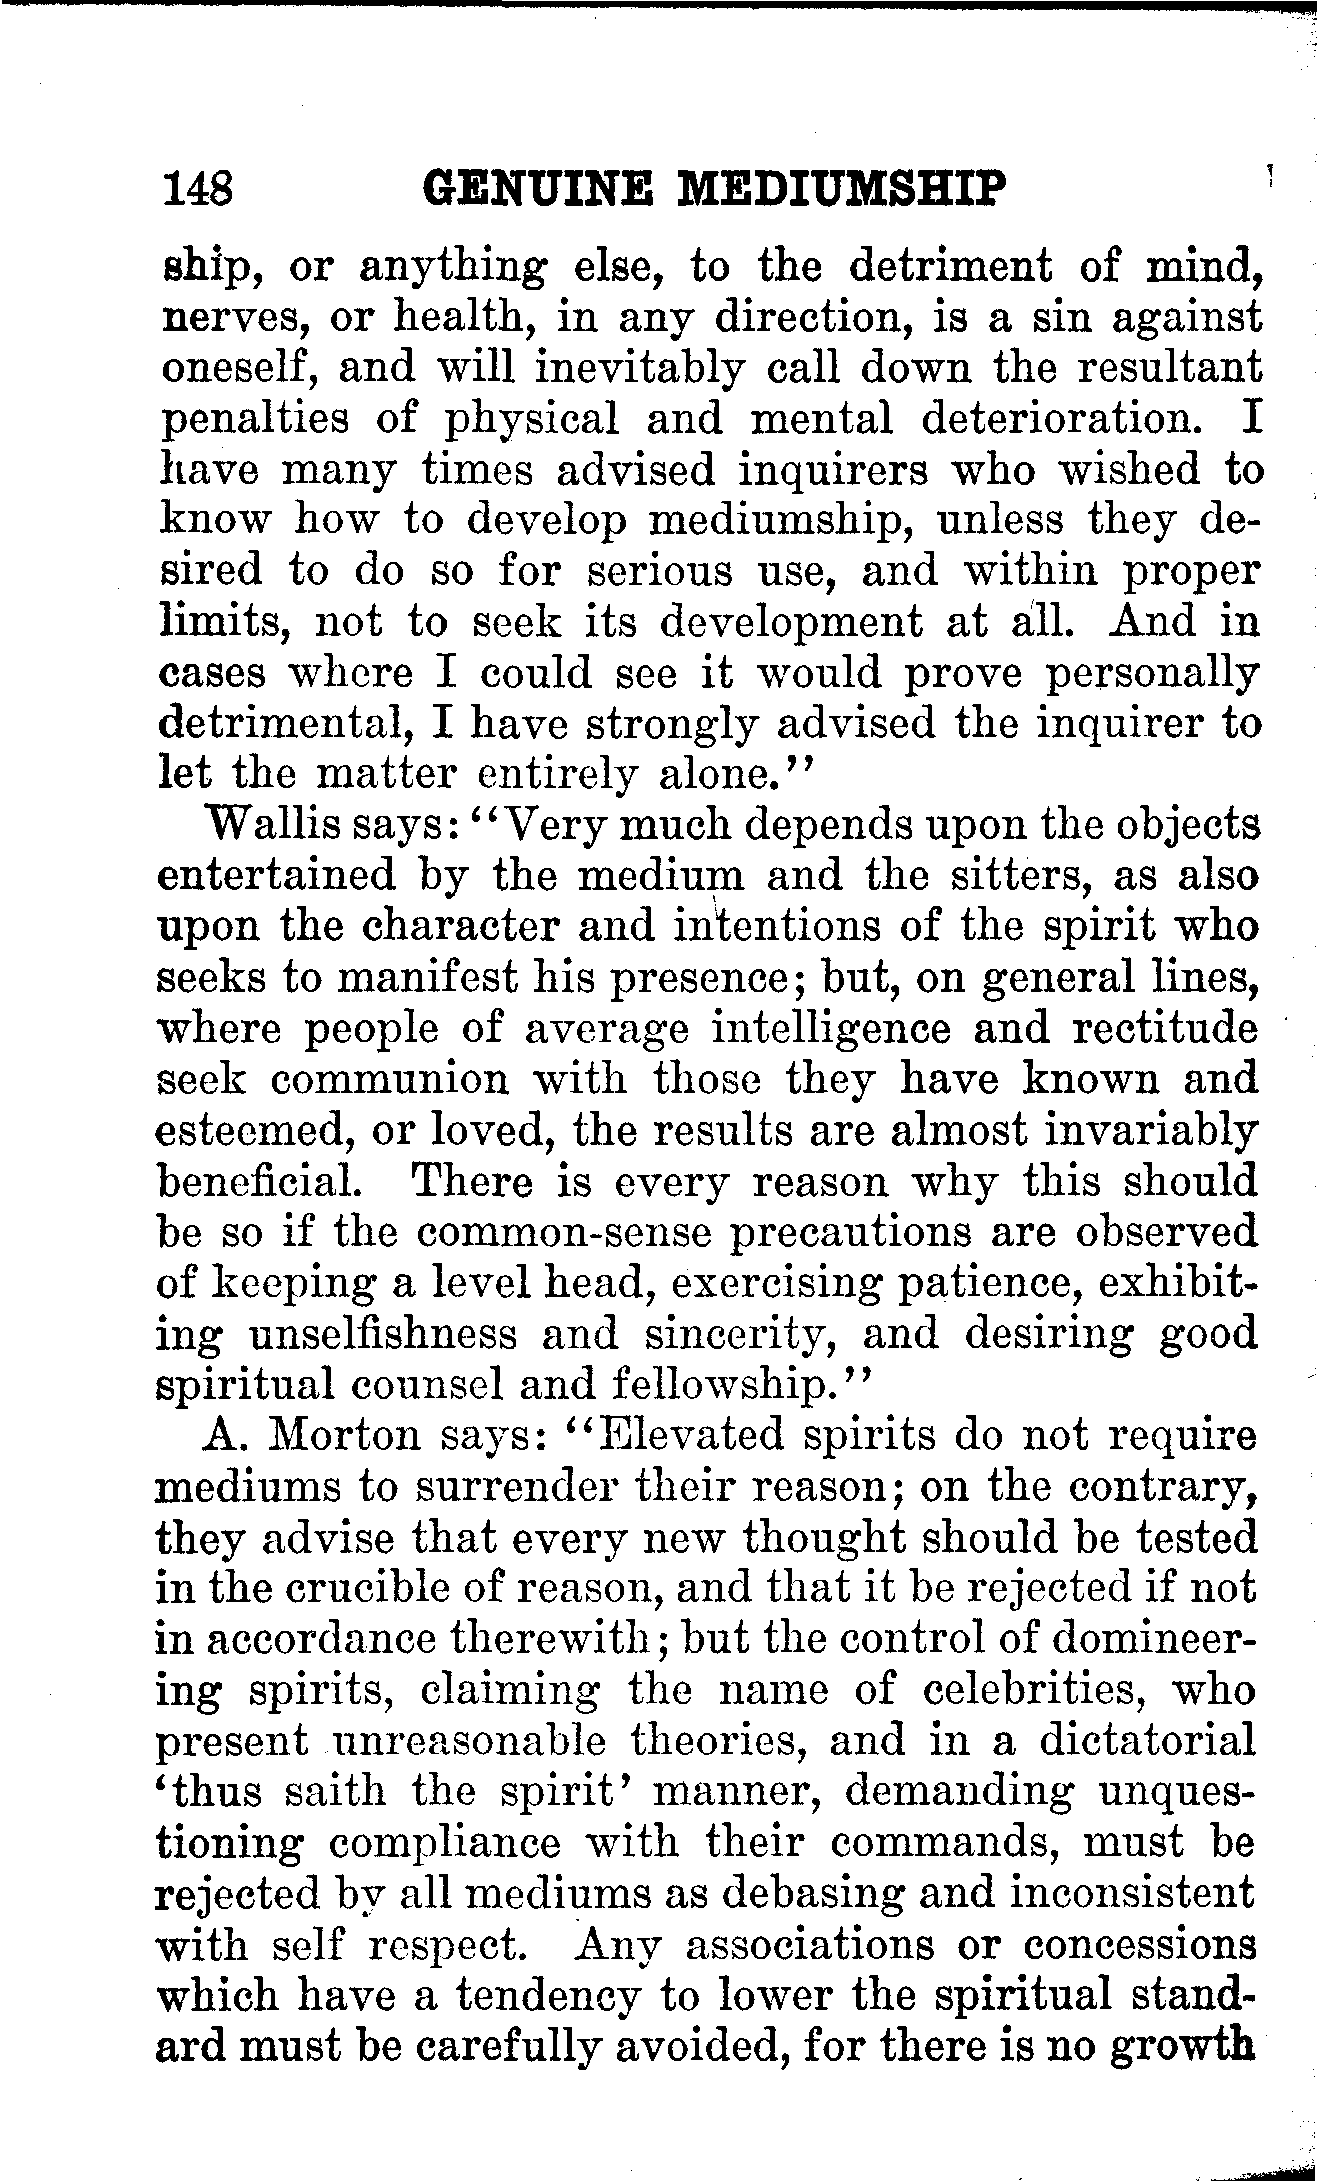 148 GENUINE MEDIUMSHIP
ship, or anything else, to the detriment of mind,
nerves, or health, in any direction, is a sin against
oneself, and will inevitably call down the resultant
penalties of physical and mental deterioration. I
have many times advised inquirers who wished to
know how to develop mediumship, unless they de-
sired to do so for serious use, and within proper
limits, not to seek its development at all. And in
cases where I could see it would prove personally
detrimental, I have strongly advised the inquirer to
let the matter entirely alone.''
Wallis says: ''Very much depends upon the objects
entertained by the medium and the sitters, as also
upon the character and intentions of the spirit who
seeks to manifest his presence; but, on general lines,
where people of average intelligence and rectitude
seek communion with those they have known and
esteemed, or loved, the results are almost invariably
beneficial. There is every reason why this should
be so if the common-sense precautions are observed
of keeping a level head, exercising patience, exhibit-
ing unselfishness and sincerity, and desiring good
spiritual counsel and fellowship.''
A. Morton says: ''Elevated spirits do not require
mediums to surrender their reason; on the contrary,
they advise that every new thought should be tested
in the crucible of reason, and that it be rejected if not
in accordance therewith; but the control of domineer-
ing spirits, claiming the name of celebrities, who
present unreasonable theories, and in a dictatorial
'thus saith the spirit' manner, demanding unques-
tioning compliance with their commands, must be
rejected by all mediums as debasing and inconsistent
with self respect. Any associations or concessions
which have a tendency to lower the spiritual stand-
ard must be carefully avoided, for there is no growth